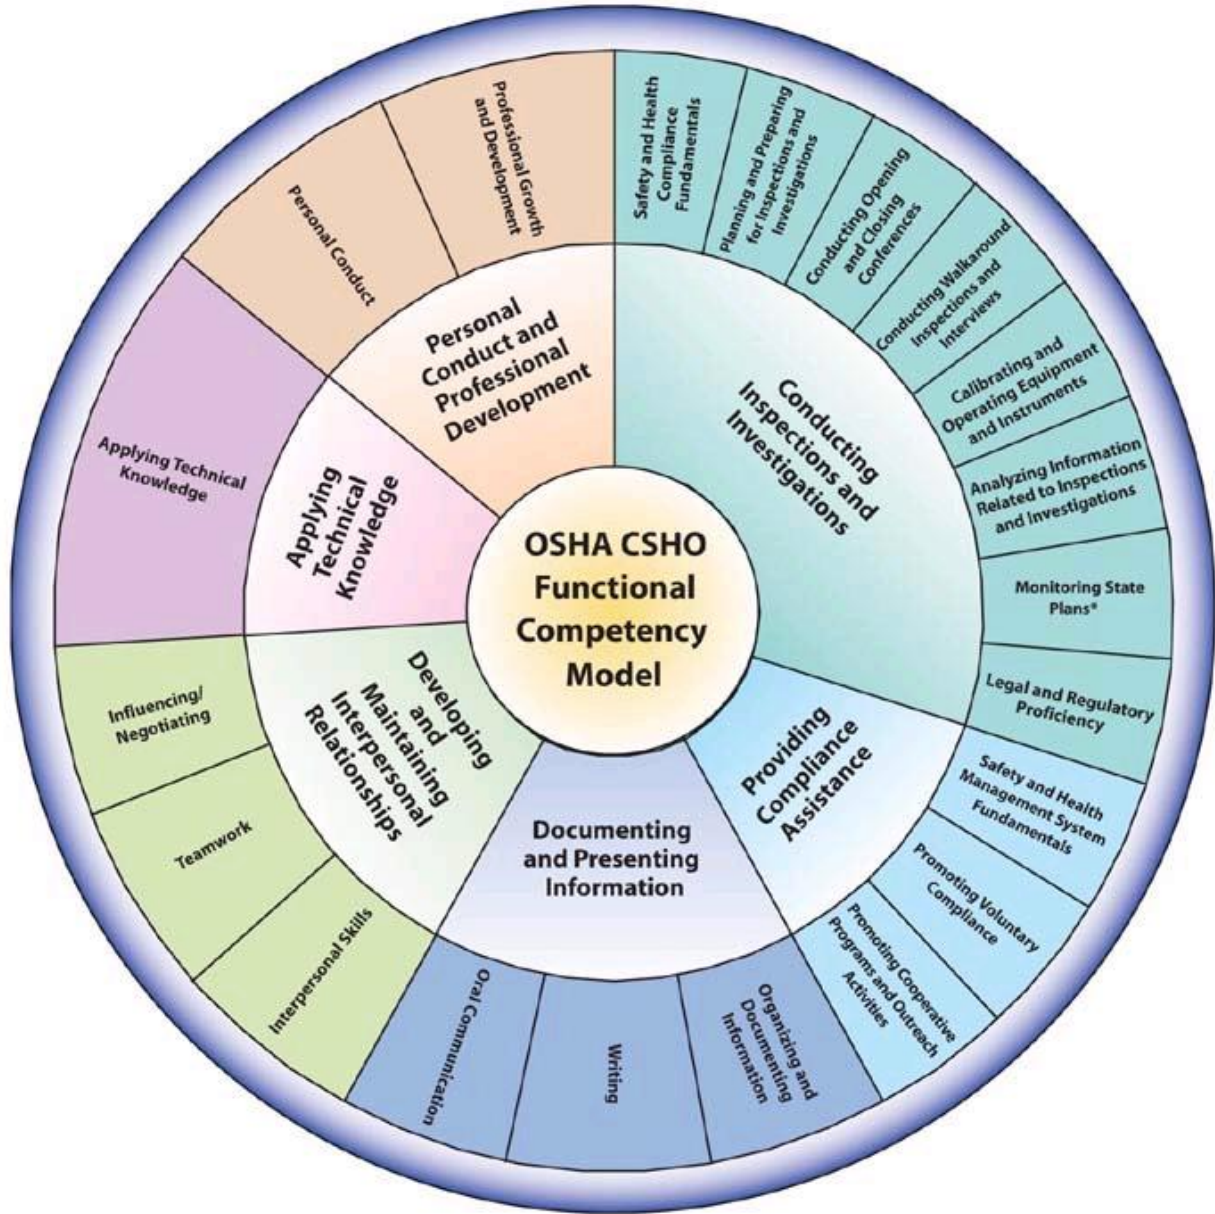 OSHA CSHO
Functional
Competency
Model
Conducting
Inspections and
Investigations
Safety and Health
Compliance
Fundamentals
Planning and Preparing
for Inspections and
Investigations
Conducting Opening
and Closing
Conferences
Conducting Walkaround
Inspections and
Interviews
Calibrating and
Operating Equipment
and Instruments
Analyzing Information
Related to Inspections
and Investigations
Monitoring State
Plans*
Legal and Regulatory
Proficiency
Providing
Compliance
Assistance
Safety and Health
Management System
Fundamentals
Promoting Voluntary
Compliance
Promoting Cooperative
Programs and Outreach
Activities
Documenting
and Presenting
Information
Organizing and
Documenting
Information
Writing
Oral Communication
Developing
and
Maintaining
Interpersonal
Relationships
Interpersonal Skills
Teamwork
Influencing/
Negotiating
Applying
Technical
Knowledge
Applying Technical
Knowledge
Personal
Conduct and
Professional
Development
Personal Conduct
Professional Growth
and Development